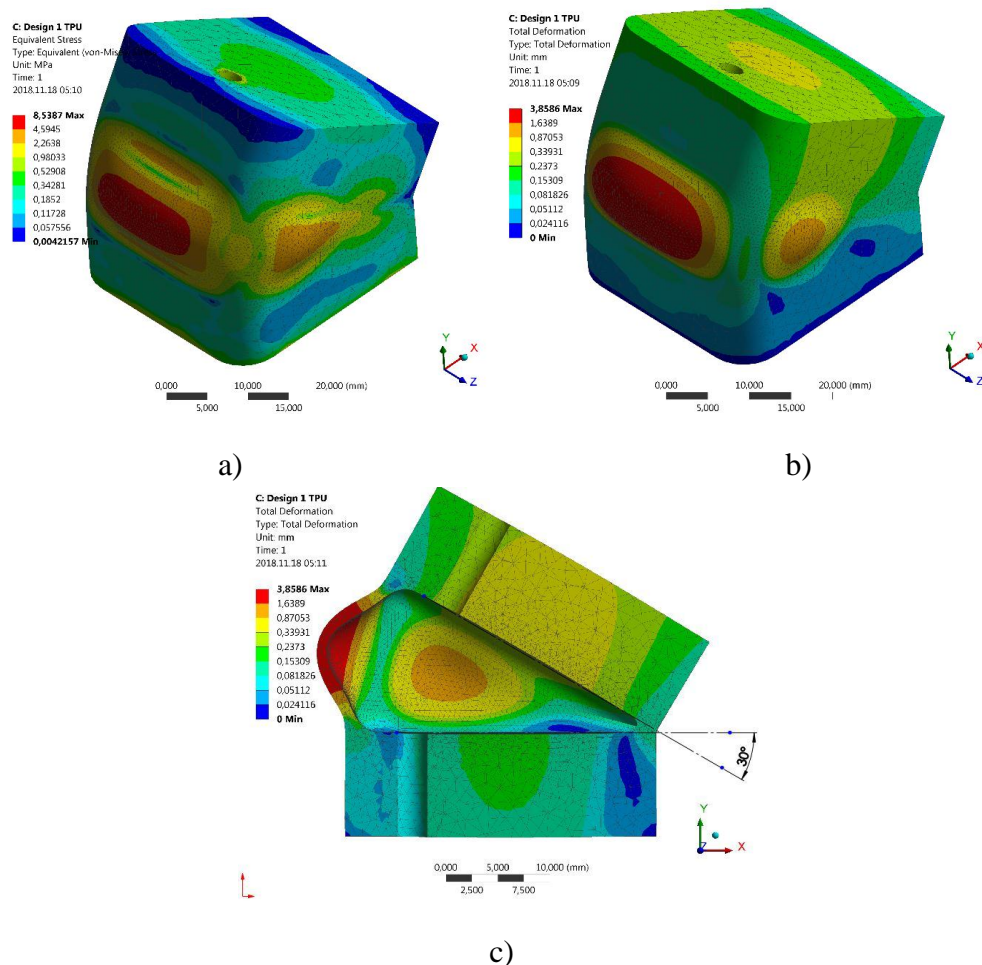 C: Design 1 TPU
Equivalent Stress
Type: Equivalent (von-Mis
Unit: MPa
Time: 1
2018.11.18 05:10
8,5387 Max
4,5945
2,2638
0,98033
0,52908
0,34281
0,1852
0,11728
0,057556
0,0042157 Min
Y
X
Z
0,000
10,000
20,000 (mm)
5,000
15,000
a)
C: Design 1 TPU
Total Deformation
Type: Total Deformation
Unit: mm
Time: 1
2018.11.18 05:09
3,8586 Max
1,6389
0,87053
0,33931
0,2373
0,15309
0,081826
0,05112
0,024116
0 Min
Y
X
Z
0,000
10,000
20,000 (mm)
5,000
15,000
b)
C: Design 1 TPU
Total Deformation
Type: Total Deformation
Unit: mm
Time: 1
2018.11.18 05:11
3,8586 Max
1,6389
0,87053
0,33931
0,2373
0,15309
0,081826
0,05112
0,024116
0 Min
30°
Y
Z
X
0,000
5,000
10,000 (mm)
2,500
7,500
c)